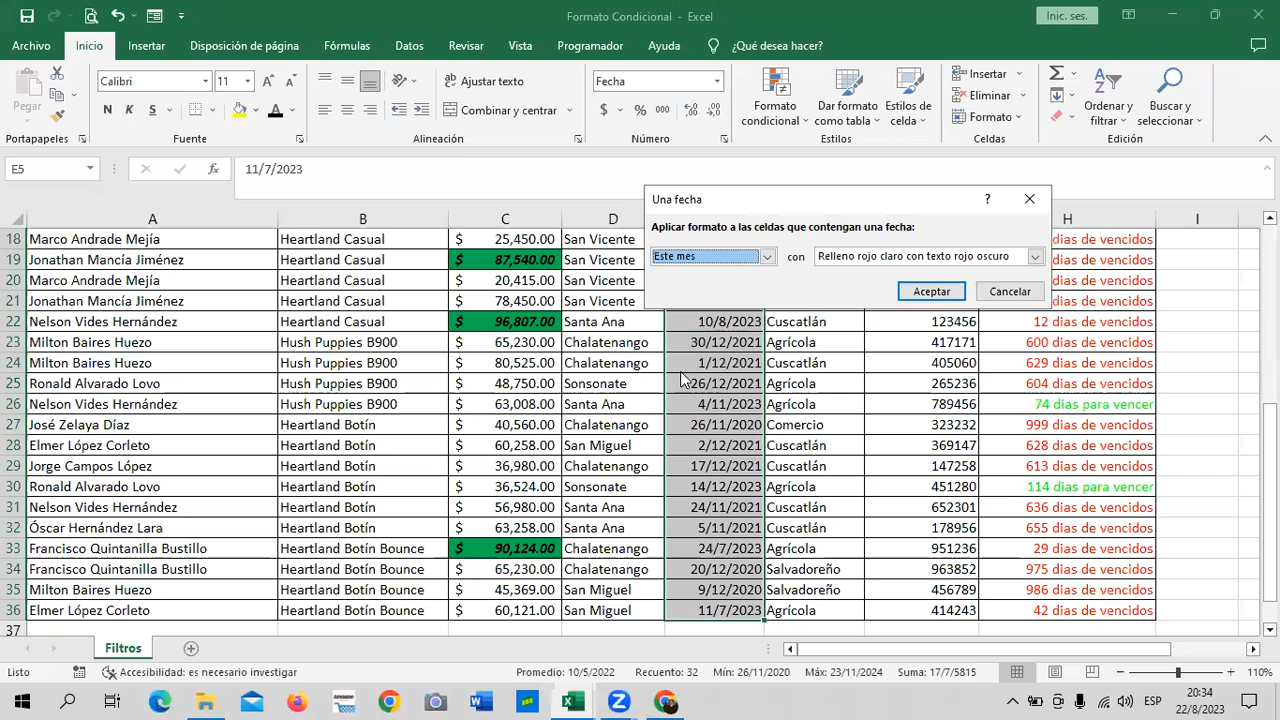 Formato Condicional - Excel
Inic. ses.
Archivo Inicio Insertar Disposición de página Fórmulas Datos Revisar Vista Programador Ayuda ¿Qué desea hacer?
Pegar
Calibri 11
N K S
Ajustar texto
Combinar y centrar
Fecha
$ % 000
Formato condicional
Dar formato como tabla
Estilos de celda
Insertar
Eliminar
Formato
Ordenar y filtrar
Buscar y seleccionar
Portapapeles Fuente Alineación Número Estilos Celdas Edición
E5 fx 11/7/2023
Una fecha ?
Aplicar formato a las celdas que contengan una fecha:
Este mes con Relleno rojo claro con texto rojo oscuro
Aceptar Cancelar
A B C D H I
18 Marco Andrade Mejía Heartland Casual $ 25,450.00 San Vicente dias de vencidos
19 Jonathan Mancía Jiménez Heartland Casual $ 87,540.00 San Vicente dias de vencidos
20 Marco Andrade Mejía Heartland Casual $ 20,415.00 San Vicente dias de vencidos
21 Jonathan Mancía Jiménez Heartland Casual $ 78,450.00 San Vicente dias de vencidos
22 Nelson Vides Hernández Heartland Casual $ 96,807.00 Santa Ana 10/8/2023 Cuscatlán 123456 12 dias de vencidos
23 Milton Baires Huezo Hush Puppies B900 $ 65,230.00 Chalatenango 30/12/2021 Agrícola 417171 600 dias de vencidos
24 Milton Baires Huezo Hush Puppies B900 $ 80,525.00 Chalatenango 1/12/2021 Cuscatlán 405060 629 dias de vencidos
25 Ronald Alvarado Lovo Hush Puppies B900 $ 48,750.00 Sonsonate 26/12/2021 Agrícola 265236 604 dias de vencidos
26 Nelson Vides Hernández Hush Puppies B900 $ 63,008.00 Santa Ana 4/11/2023 Agrícola 789456 74 dias para vencer
27 José Zelaya Díaz Heartland Botín $ 40,560.00 Chalatenango 26/11/2020 Comercio 323232 999 dias de vencidos
28 Elmer López Corleto Heartland Botín $ 60,258.00 San Miguel 2/12/2021 Cuscatlán 369147 628 dias de vencidos
29 Jorge Campos López Heartland Botín $ 36,980.00 Chalatenango 17/12/2021 Cuscatlán 147258 613 dias de vencidos
30 Ronald Alvarado Lovo Heartland Botín $ 36,524.00 Sonsonate 14/12/2023 Agrícola 451280 114 dias para vencer
31 Nelson Vides Hernández Heartland Botín $ 56,980.00 Santa Ana 24/11/2021 Cuscatlán 652301 636 dias de vencidos
32 Óscar Hernández Lara Heartland Botín $ 63,258.00 Santa Ana 5/11/2021 Cuscatlán 178956 655 dias de vencidos
33 Francisco Quintanilla Bustillo Heartland Botín Bounce $ 90,124.00 Chalatenango 24/7/2023 Agrícola 951236 29 dias de vencidos
34 Francisco Quintanilla Bustillo Heartland Botín Bounce $ 65,230.00 Chalatenango 20/12/2020 Salvadoreño 963852 975 dias de vencidos
35 Milton Baires Huezo Heartland Botín Bounce $ 45,369.00 San Miguel 9/12/2020 Salvadoreño 456789 986 dias de vencidos
36 Elmer López Corleto Heartland Botín Bounce $ 60,121.00 San Miguel 11/7/2023 Agrícola 414243 42 dias de vencidos
37
Filtros
Listo Accesibilidad: es necesario investigar Promedio: 10/5/2022 Recuento: 32 Mín: 26/11/2020 Máx: 23/11/2024 Suma: 17/7/5815 110%
ESP 20:34
22/8/2023